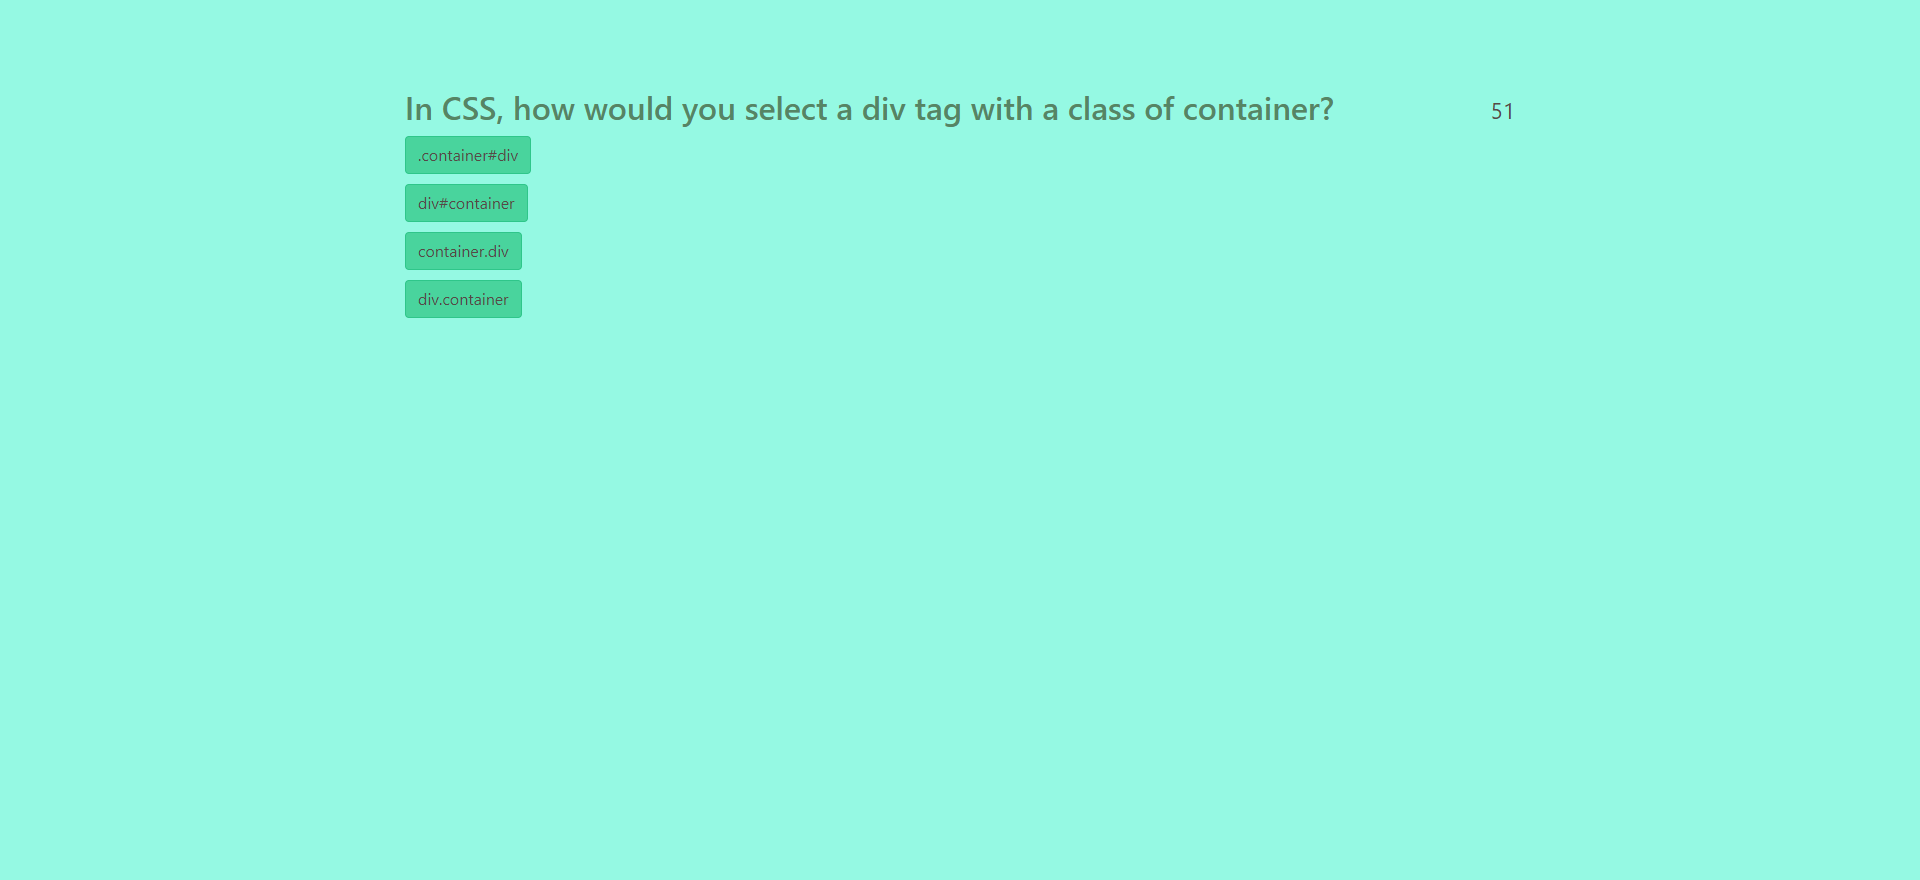 In CSS, how would you select a div tag with a class of container? 51
.container#div
div#container
container.div
div.container